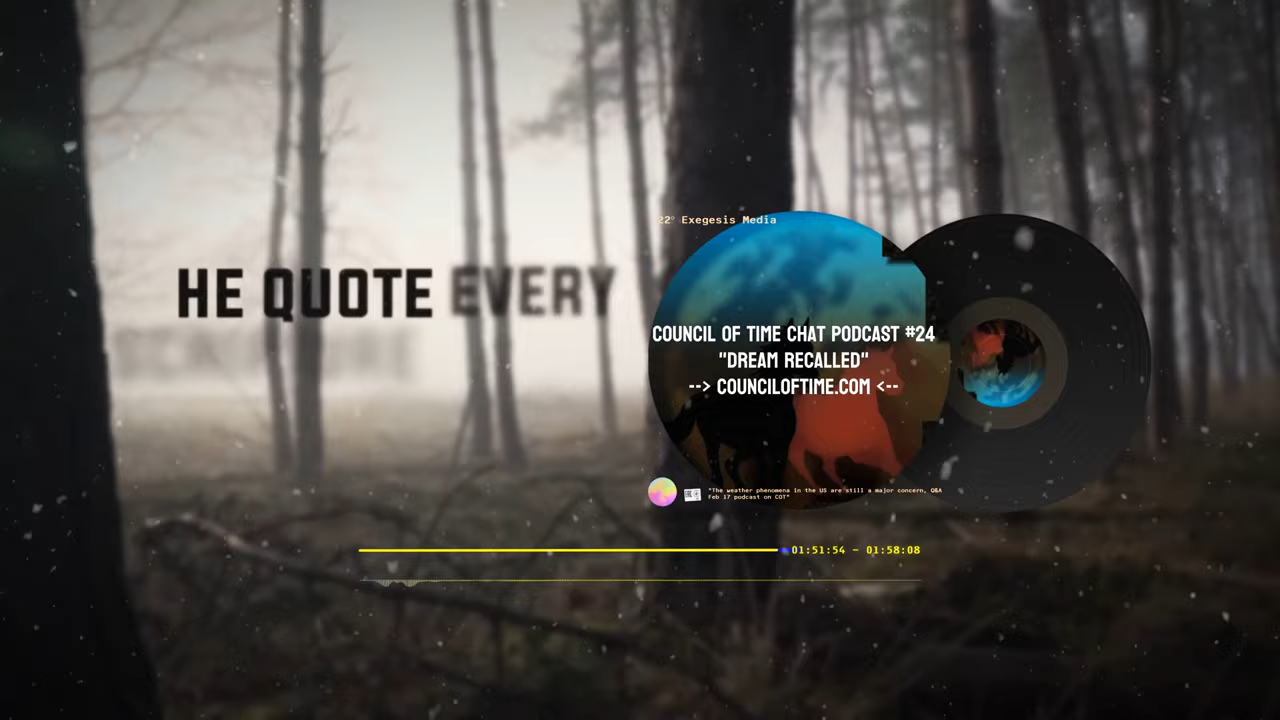 22° Exegesis Media
HE QUOTE EVERY
COUNCIL OF TIME CHAT PODCAST #24
"DREAM RECALLED"
--> COUNCILOFTIME.COM <--
"The weather phenomena in the US are still a major concern, Q&A
Feb 17 podcast on COT"
01:51:54 - 01:58:08